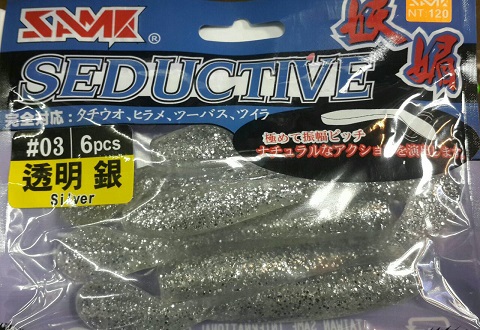 SAMA®
SAMA
NT 120
SEDUCTIVE
妖媚
完全対応：タチウオ、ヒラメ、ツーバス、ツイラ
#03 6pcs
透明 銀
Silver
極めて振幅ピッチ
ナチュラルなアクションを演出します